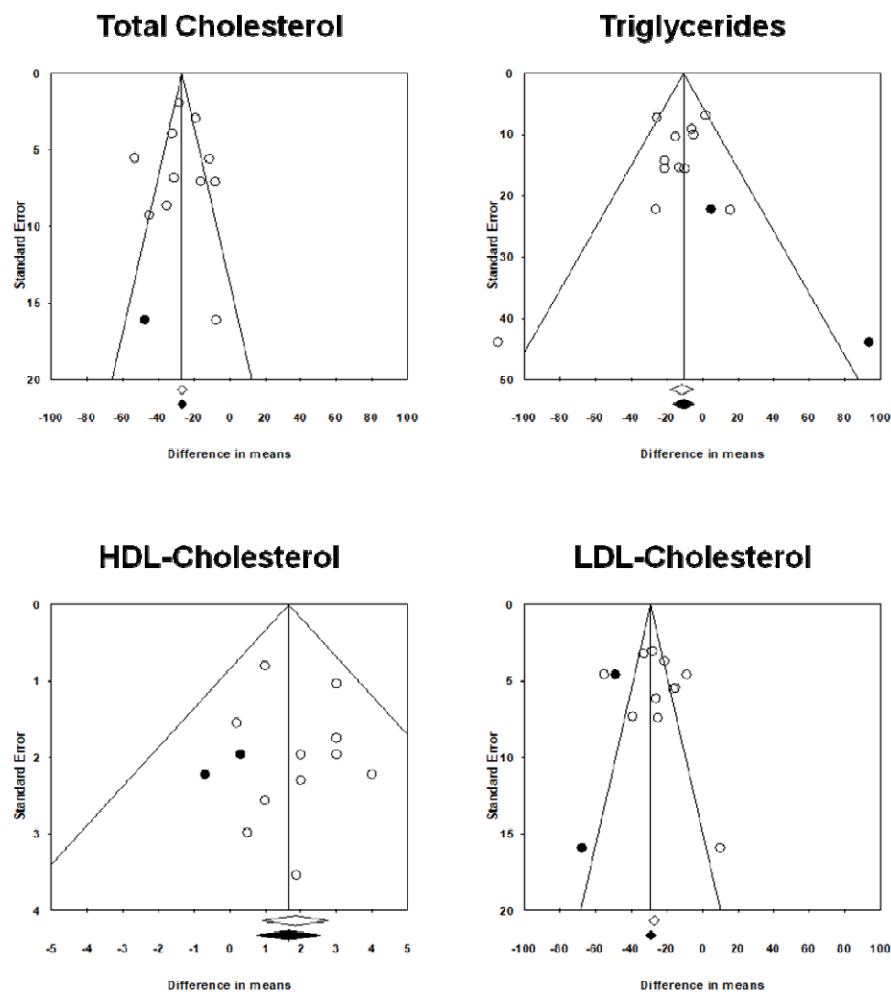 Total Cholesterol
0
5
10
15
20
Standard Error
-100 -80 -60 -40 -20 0 20 40 60 80 100
Difference in means
Triglycerides
0
10
20
30
40
50
Standard Error
-100 -80 -60 -40 -20 0 20 40 60 80 100
Difference in means
HDL-Cholesterol
0
1
2
3
4
Standard Error
-5 -4 -3 -2 -1 0 1 2 3 4 5
Difference in means
LDL-Cholesterol
0
5
10
15
20
Standard Error
-100 -80 -60 -40 -20 0 20 40 60 80 100
Difference in means